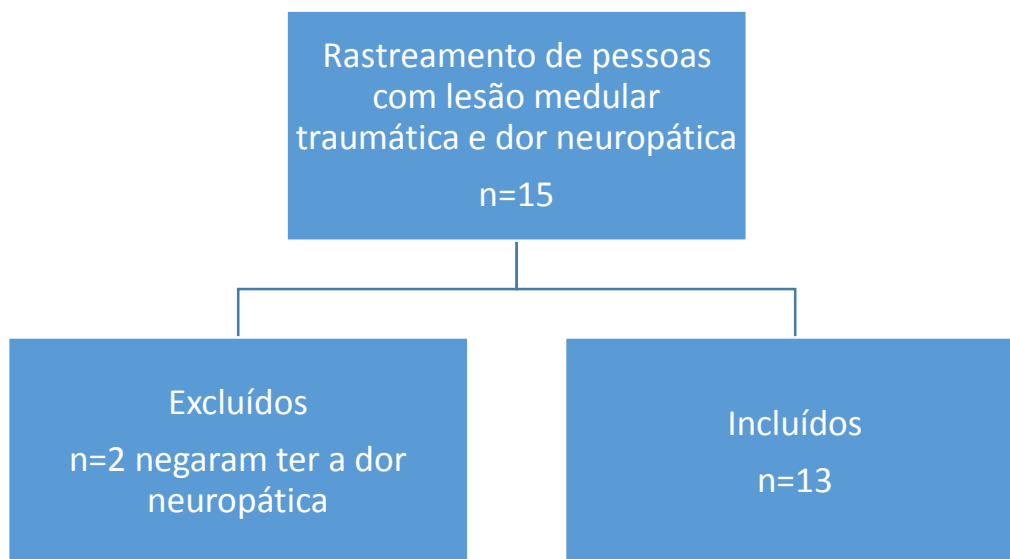 Rastreamento de pessoas
com lesão medular
traumática e dor neuropática
n=15
Excluídos
n=2 negaram ter a dor
neuropática
Incluídos
n=13